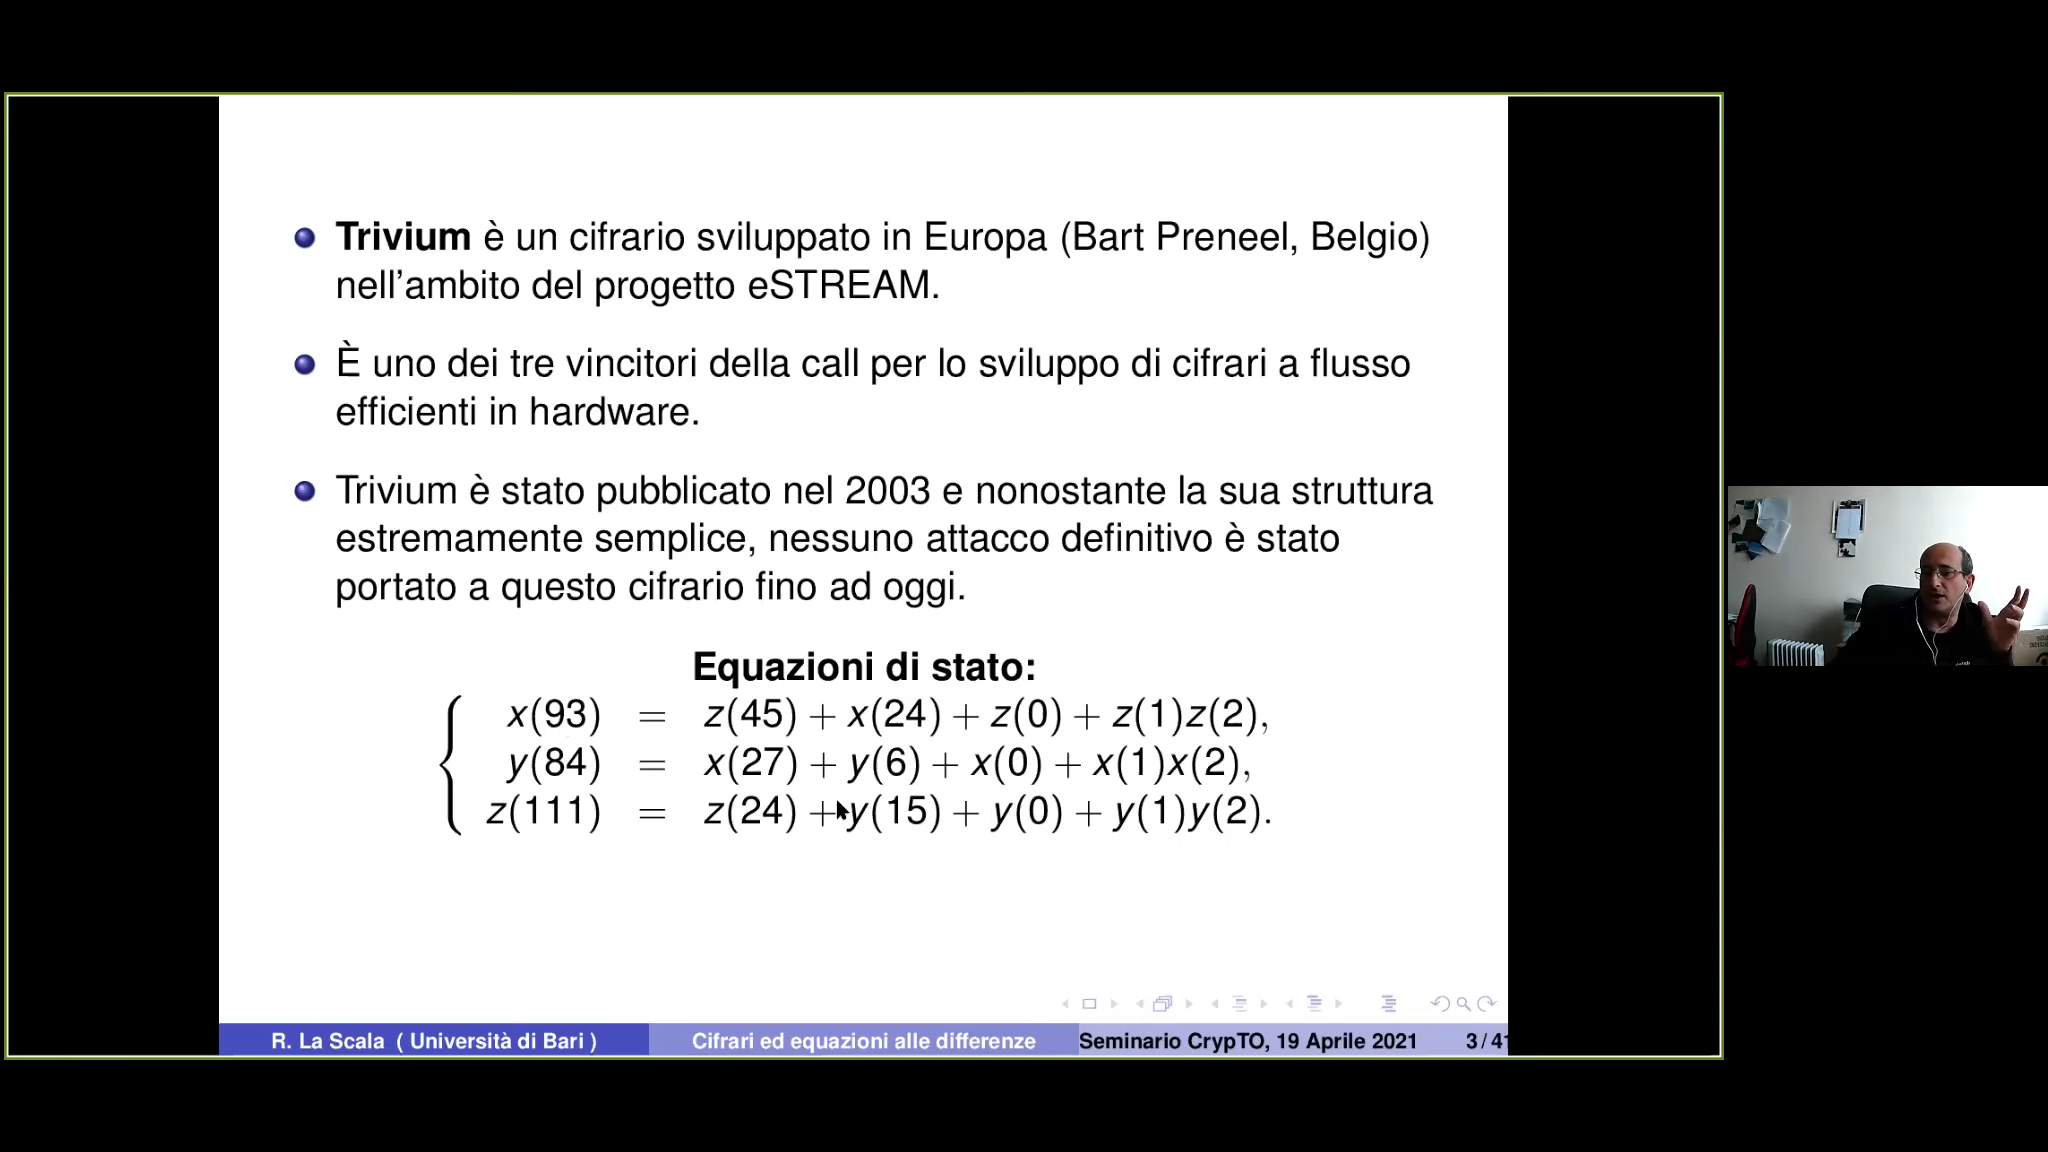 Trivium è un cifrario sviluppato in Europa (Bart Preneel, Belgio)
nell'ambito del progetto eSTREAM.
È uno dei tre vincitori della call per lo sviluppo di cifrari a flusso
efficienti in hardware.
Trivium è stato pubblicato nel 2003 e nonostante la sua struttura
estremamente semplice, nessuno attacco definitivo è stato
portato a questo cifrario fino ad oggi.
Equazioni di stato:
x(93) = z(45) + x(24) + z(0) + z(1)z(2),
y(84) = x(27) + y(6) + x(0) + x(1)x(2),
z(111) = z(24) + y(15) + y(0) + y(1)y(2).
R. La Scala ( Università di Bari ) Cifrari ed equazioni alle differenze Seminario CrypTO, 19 Aprile 2021 3 / 41